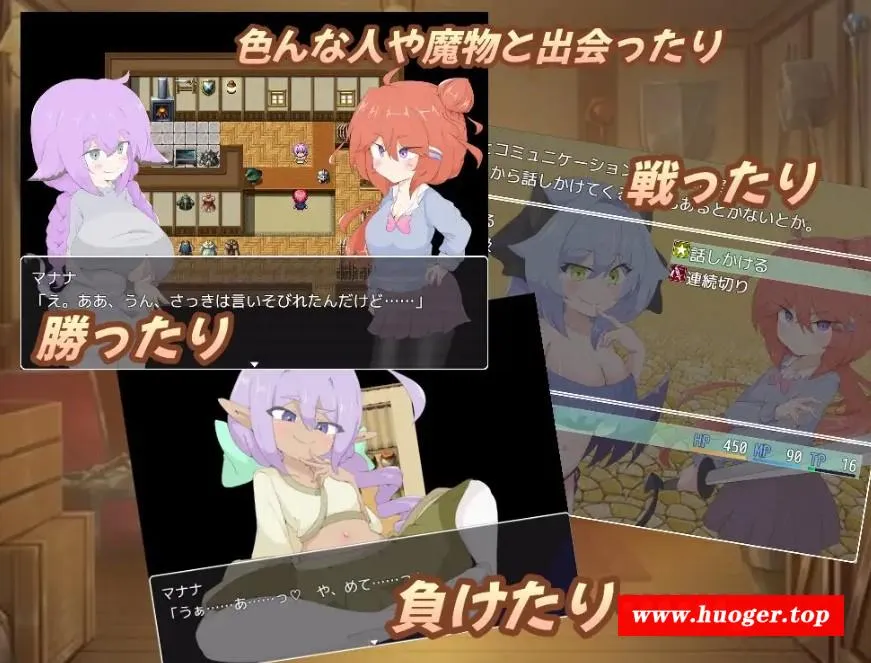 色んな人や魔物と出会ったり
コミュニケーション
戦ったり
から話しかけてく
あるとかないとか。
話しかける
連続切り
マナナ
「え。ああ、うん、さっきは言いそびれたんだけど……」
勝ったり
HP 450 MP 90 TP 16
マナナ
「うぁ……あ……っ♡　や、めて……っ
負けたり
www.huoger.top